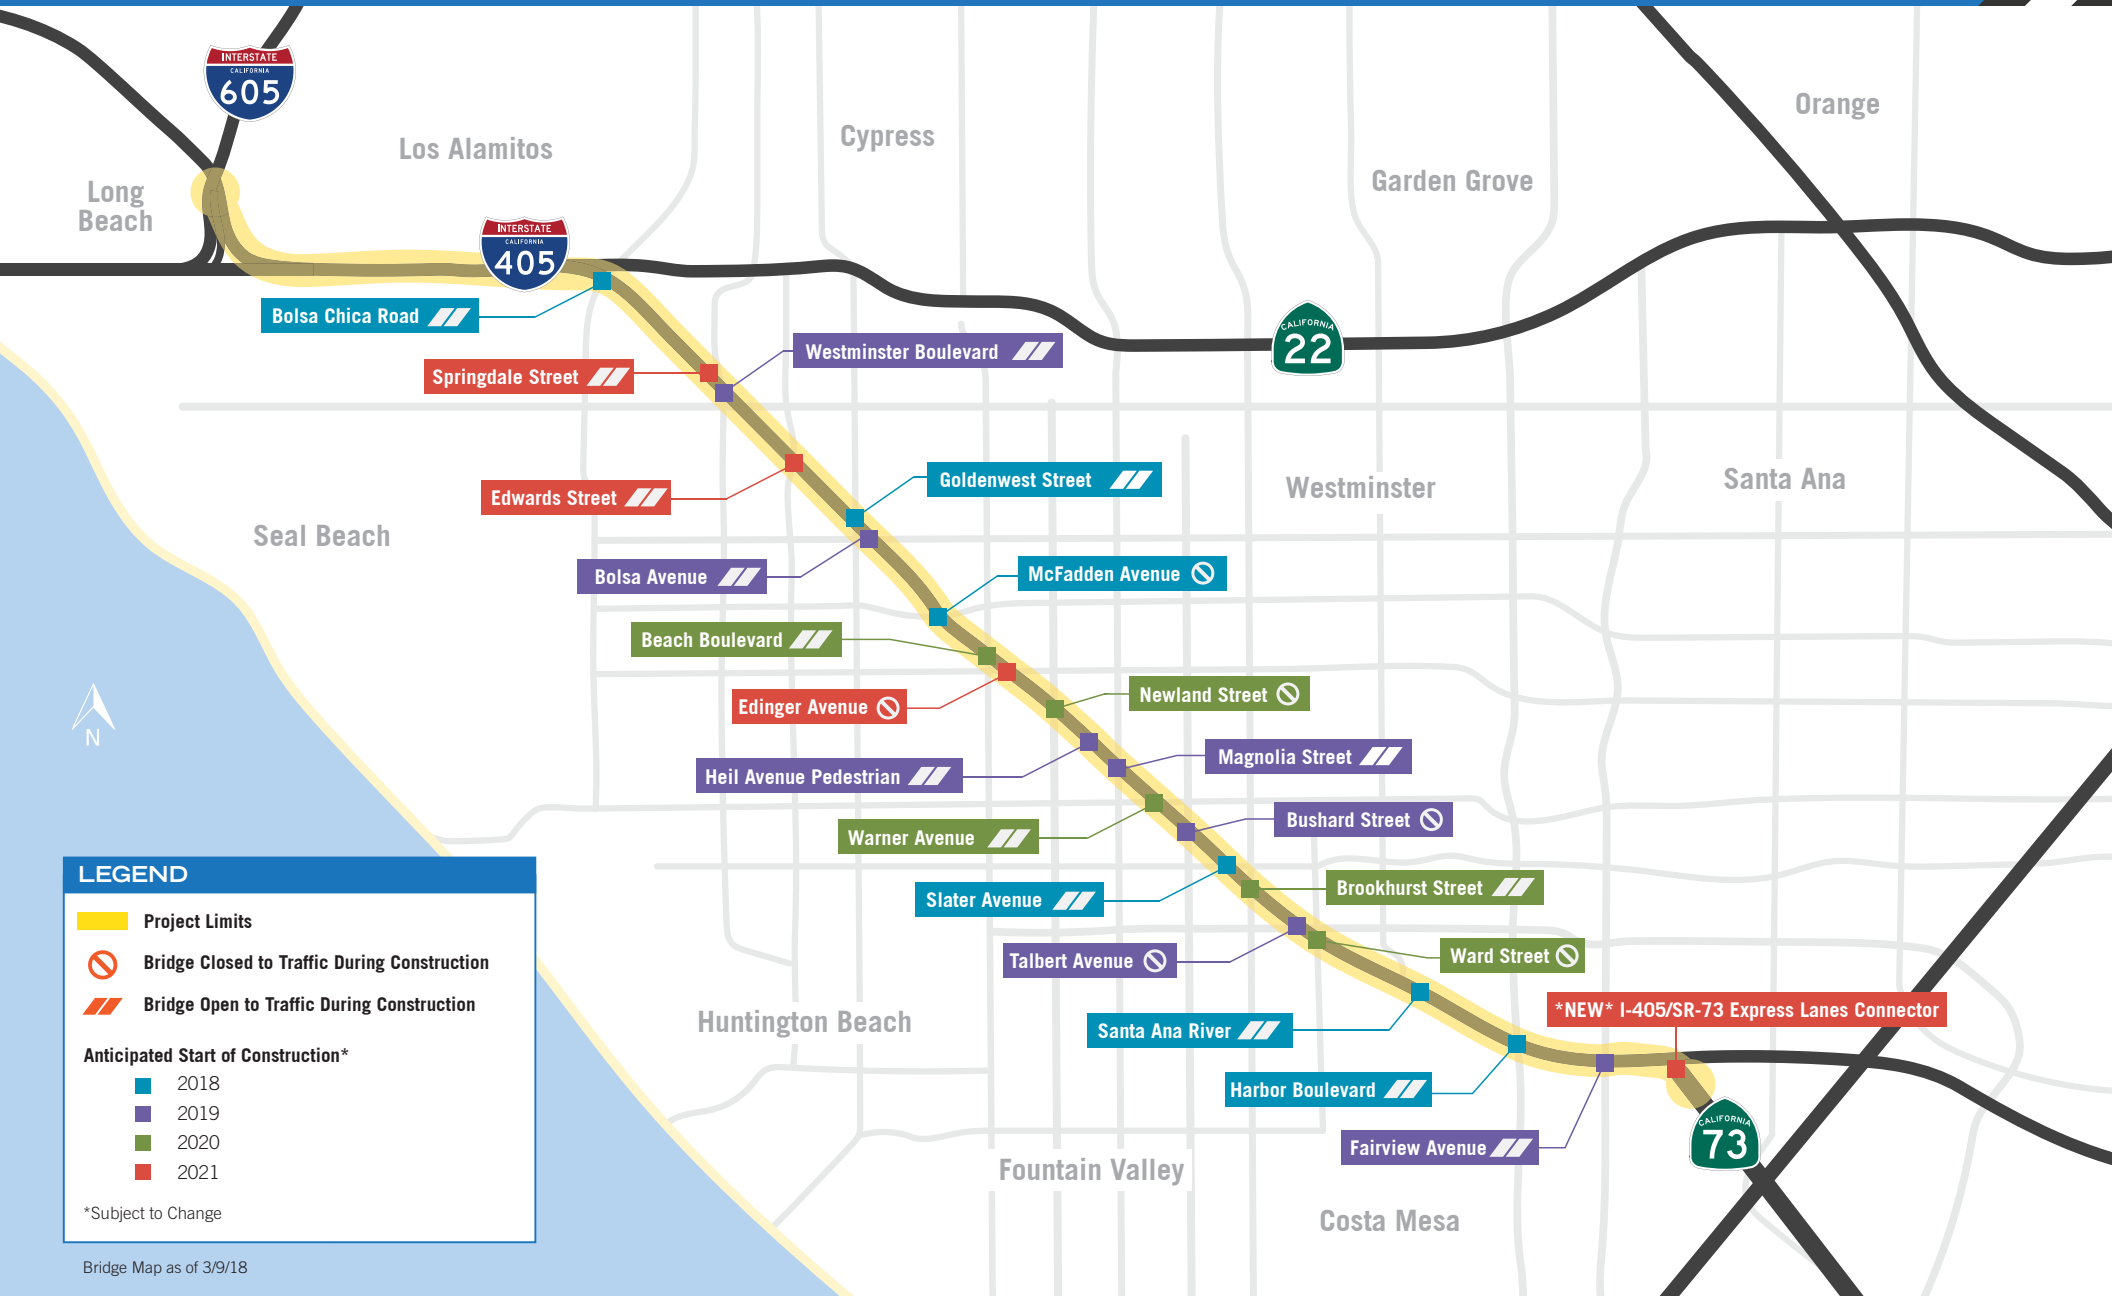 INTERSTATE
CALIFORNIA
605
Los Alamitos
Cypress
Orange
Garden Grove
Long
Beach
INTERSTATE
CALIFORNIA
405
Bolsa Chica Road
Westminster Boulevard
CALIFORNIA
22
Springdale Street
Goldenwest Street
Westminster
Santa Ana
Edwards Street
Seal Beach
Bolsa Avenue
McFadden Avenue
Beach Boulevard
Newland Street
Edinger Avenue
N
Magnolia Street
Heil Avenue Pedestrian
Bushard Street
Warner Avenue
Brookhurst Street
Slater Avenue
Ward Street
Talbert Avenue
*NEW* I-405/SR-73 Express Lanes Connector
Huntington Beach
Santa Ana River
Harbor Boulevard
CALIFORNIA
73
Fairview Avenue
Fountain Valley
Costa Mesa
LEGEND
Project Limits
Bridge Closed to Traffic During Construction
Bridge Open to Traffic During Construction
Anticipated Start of Construction*
2018
2019
2020
2021
*Subject to Change
Bridge Map as of 3/9/18